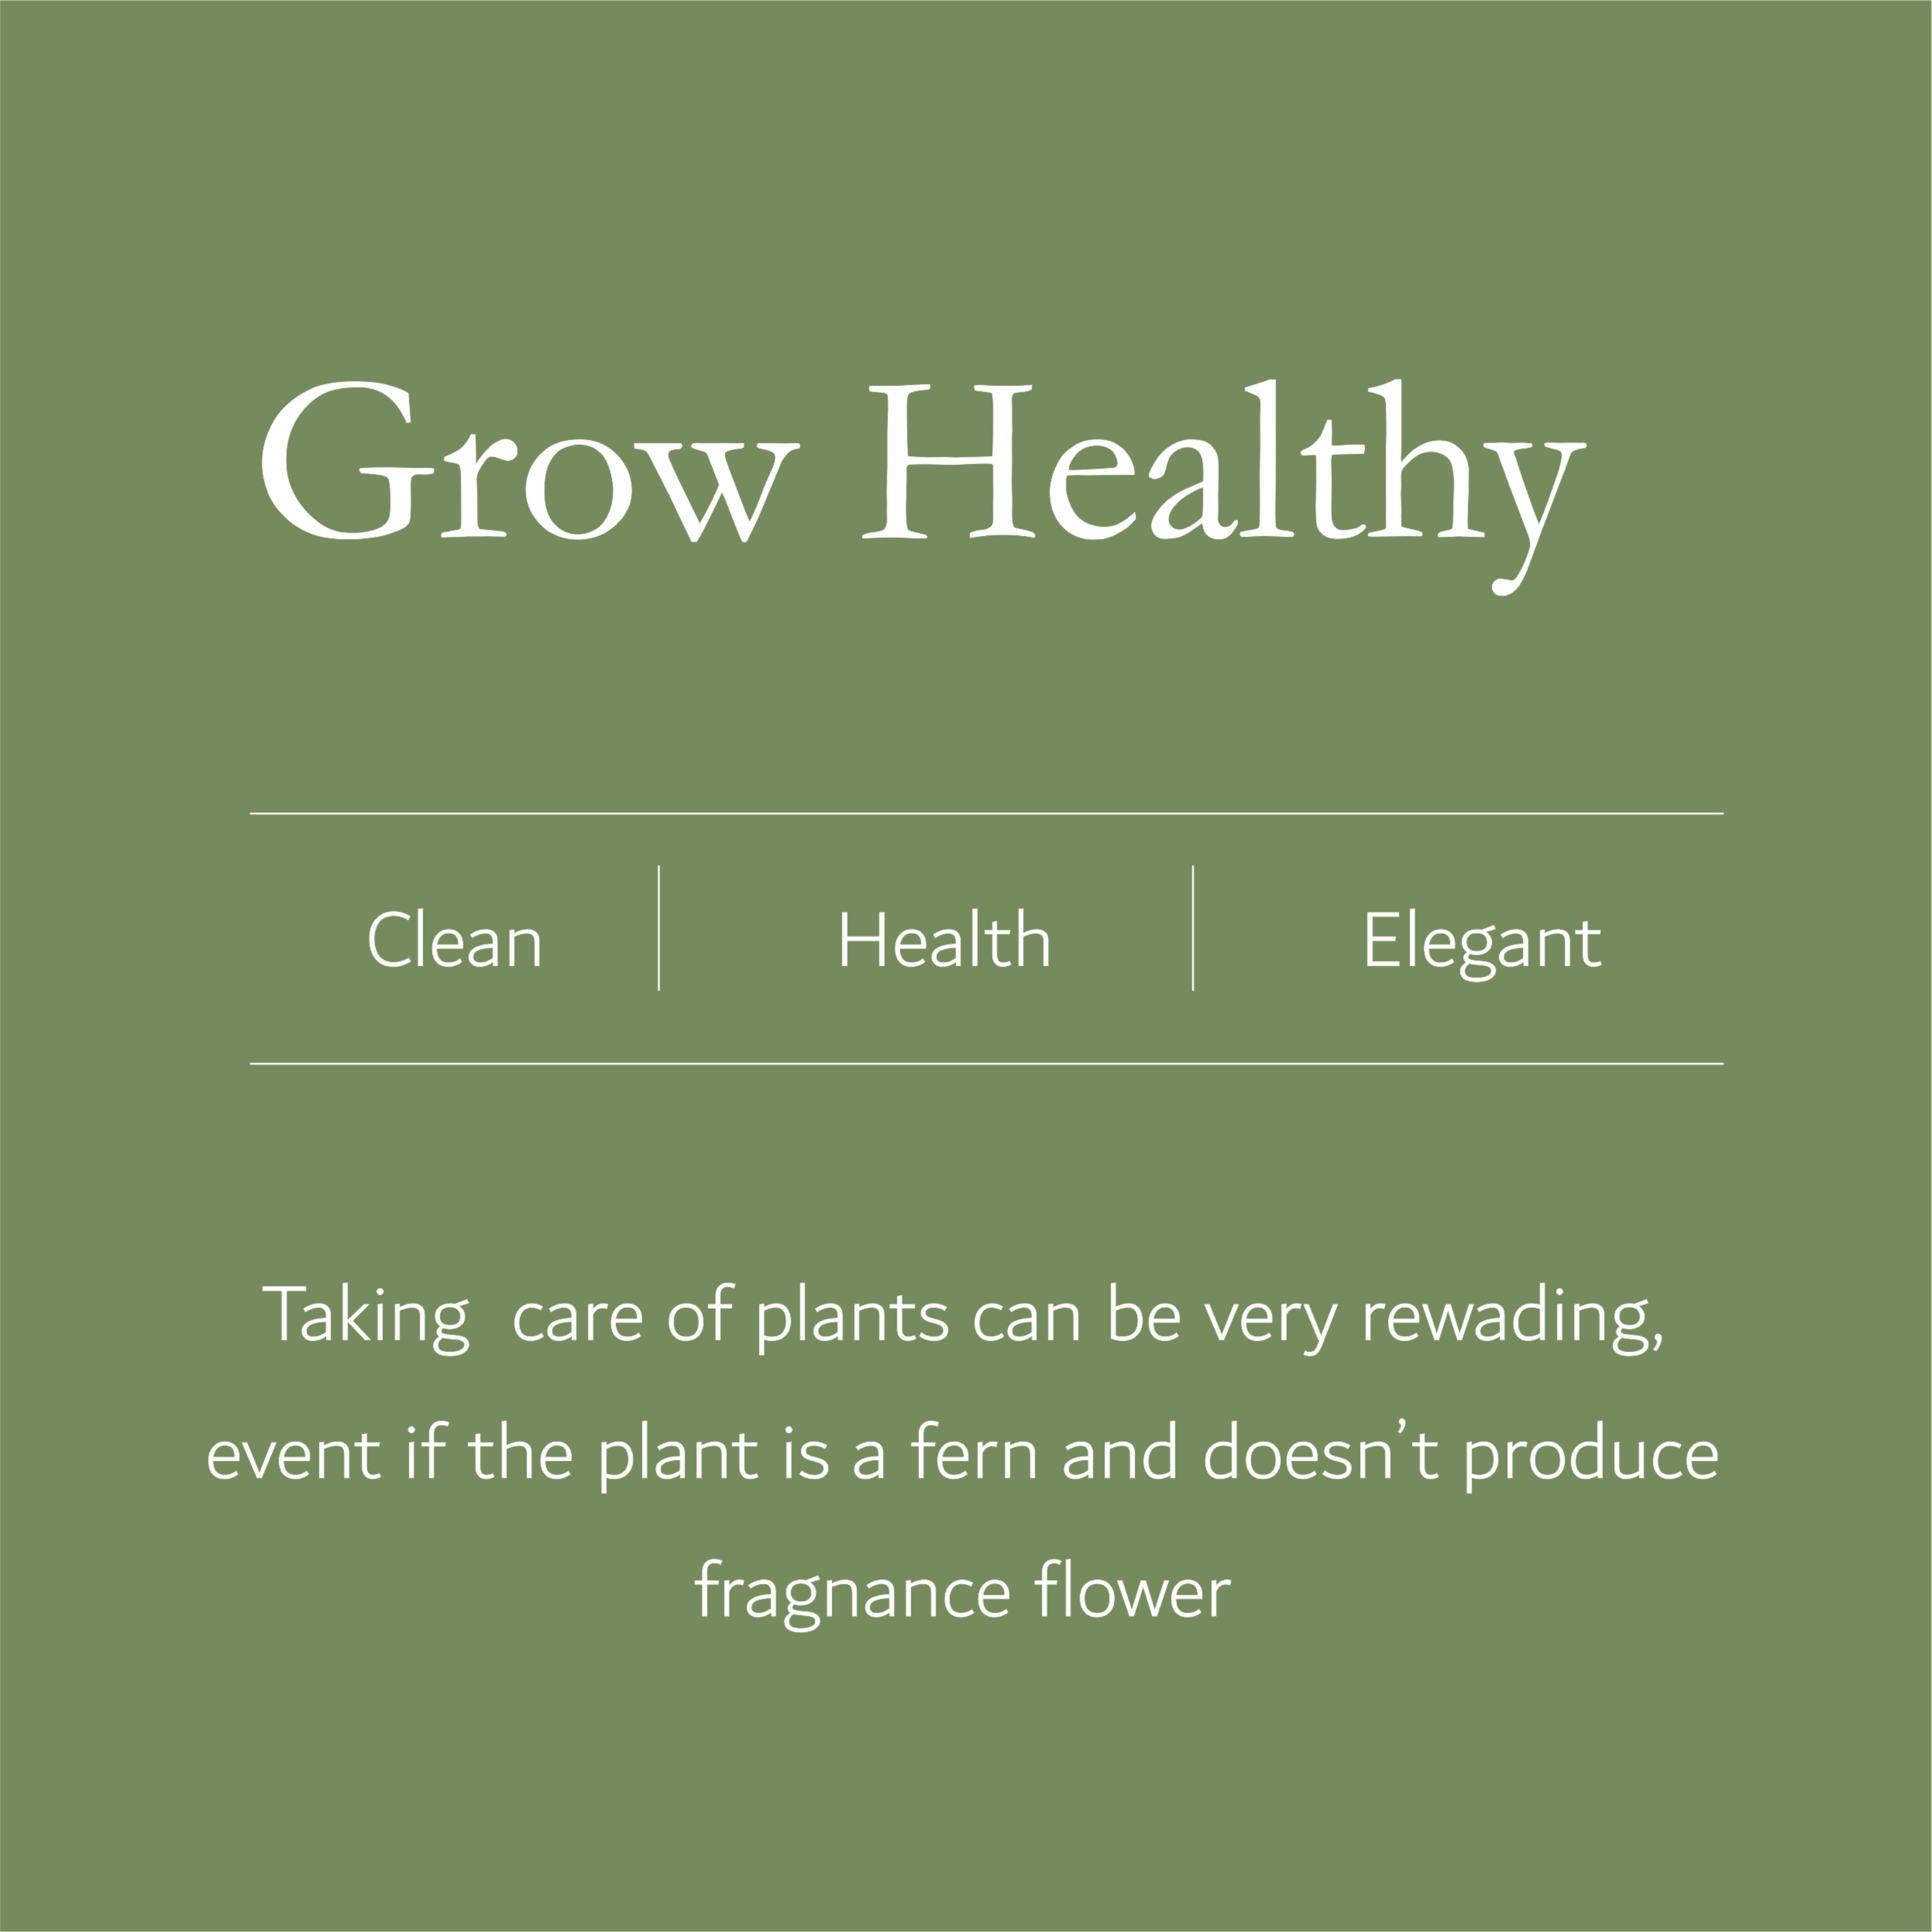 Grow Healthy
Clean
Health
Elegant
Taking care of plants can be very rewading,
event if the plant is a fern and doesn’t produce
fragnance flower